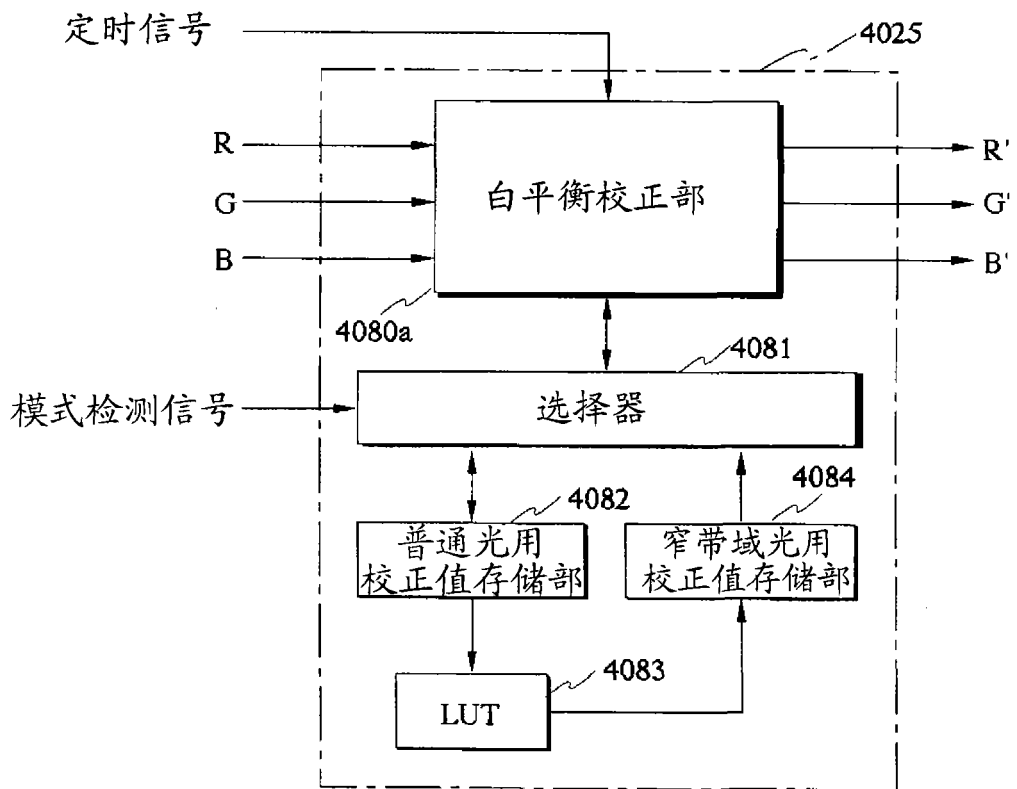 定时信号
4025
R
G
B
白平衡校正部
R'
G'
B'
4080a
4081
模式检测信号
选择器
4082
4084
普通光用
校正值存储部
窄带域光用
校正值存储部
4083
LUT